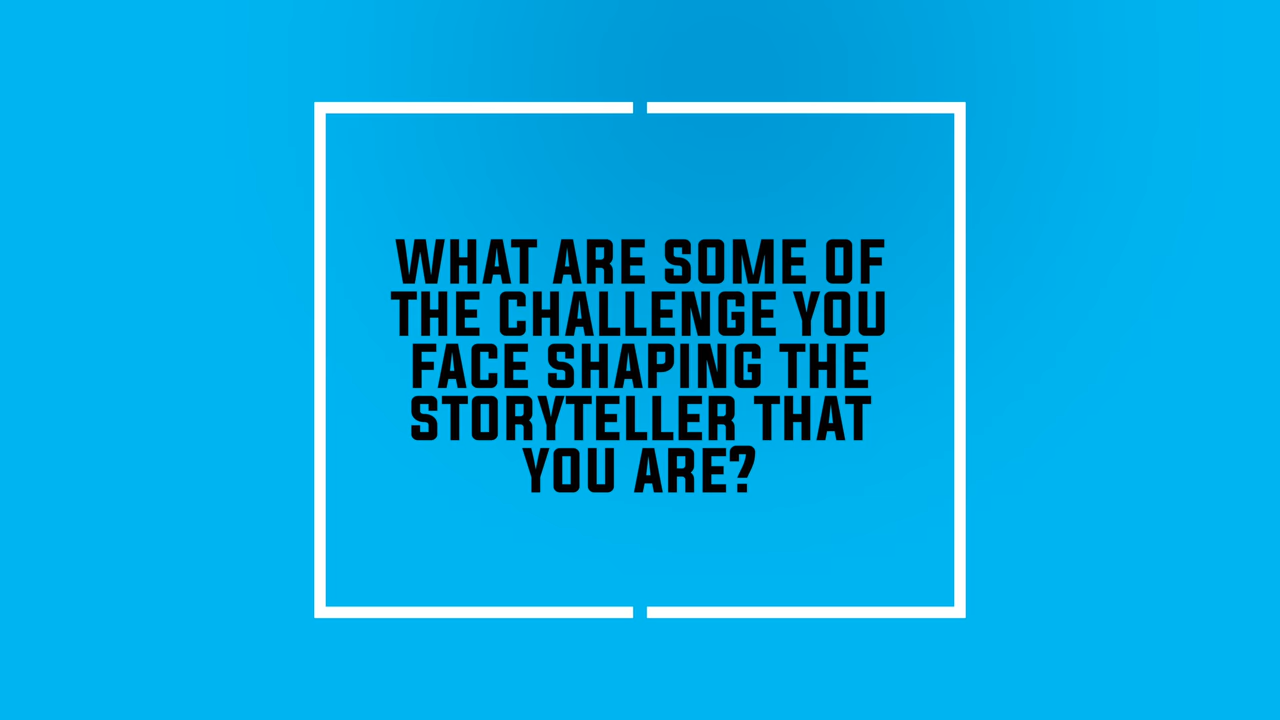 WHAT ARE SOME OF
THE CHALLENGE YOU
FACE SHAPING THE
STORYTELLER THAT
YOU ARE?